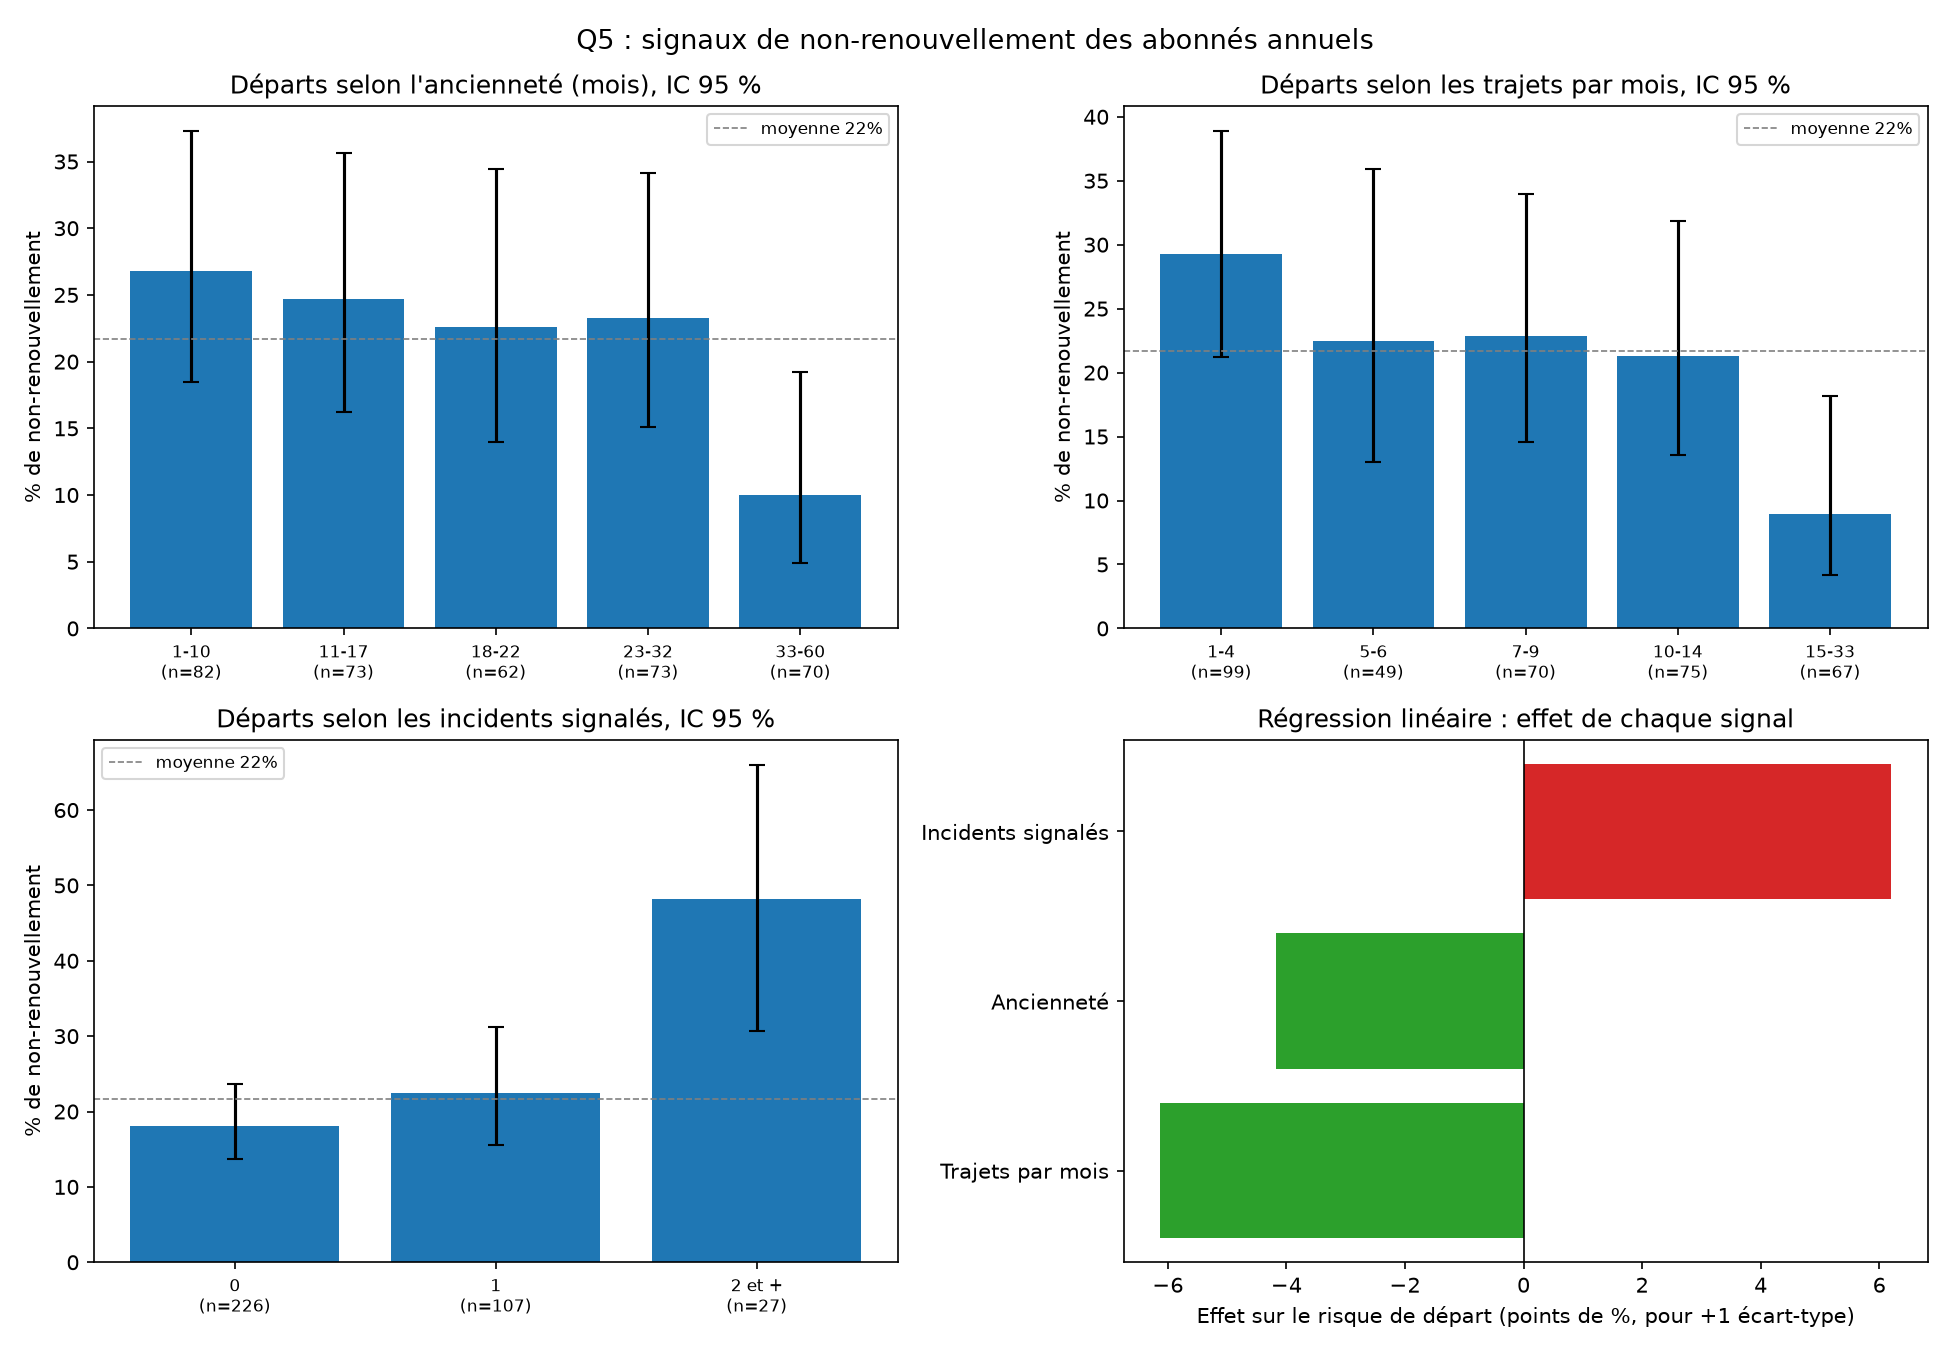 Q5 : signaux de non-renouvellement des abonnés annuels
Départs selon l'ancienneté (mois), IC 95 %
moyenne 22%
% de non-renouvellement
35
30
25
20
15
10
5
0
1-10
(n=82)
11-17
(n=73)
18-22
(n=62)
23-32
(n=73)
33-60
(n=70)
Départs selon les trajets par mois, IC 95 %
moyenne 22%
% de non-renouvellement
40
35
30
25
20
15
10
5
0
1-4
(n=99)
5-6
(n=49)
7-9
(n=70)
10-14
(n=75)
15-33
(n=67)
Départs selon les incidents signalés, IC 95 %
moyenne 22%
% de non-renouvellement
60
50
40
30
20
10
0
0
(n=226)
1
(n=107)
2 et +
(n=27)
Régression linéaire : effet de chaque signal
Incidents signalés
Ancienneté
Trajets par mois
−6
−4
−2
0
2
4
6
Effet sur le risque de départ (points de %, pour +1 écart-type)